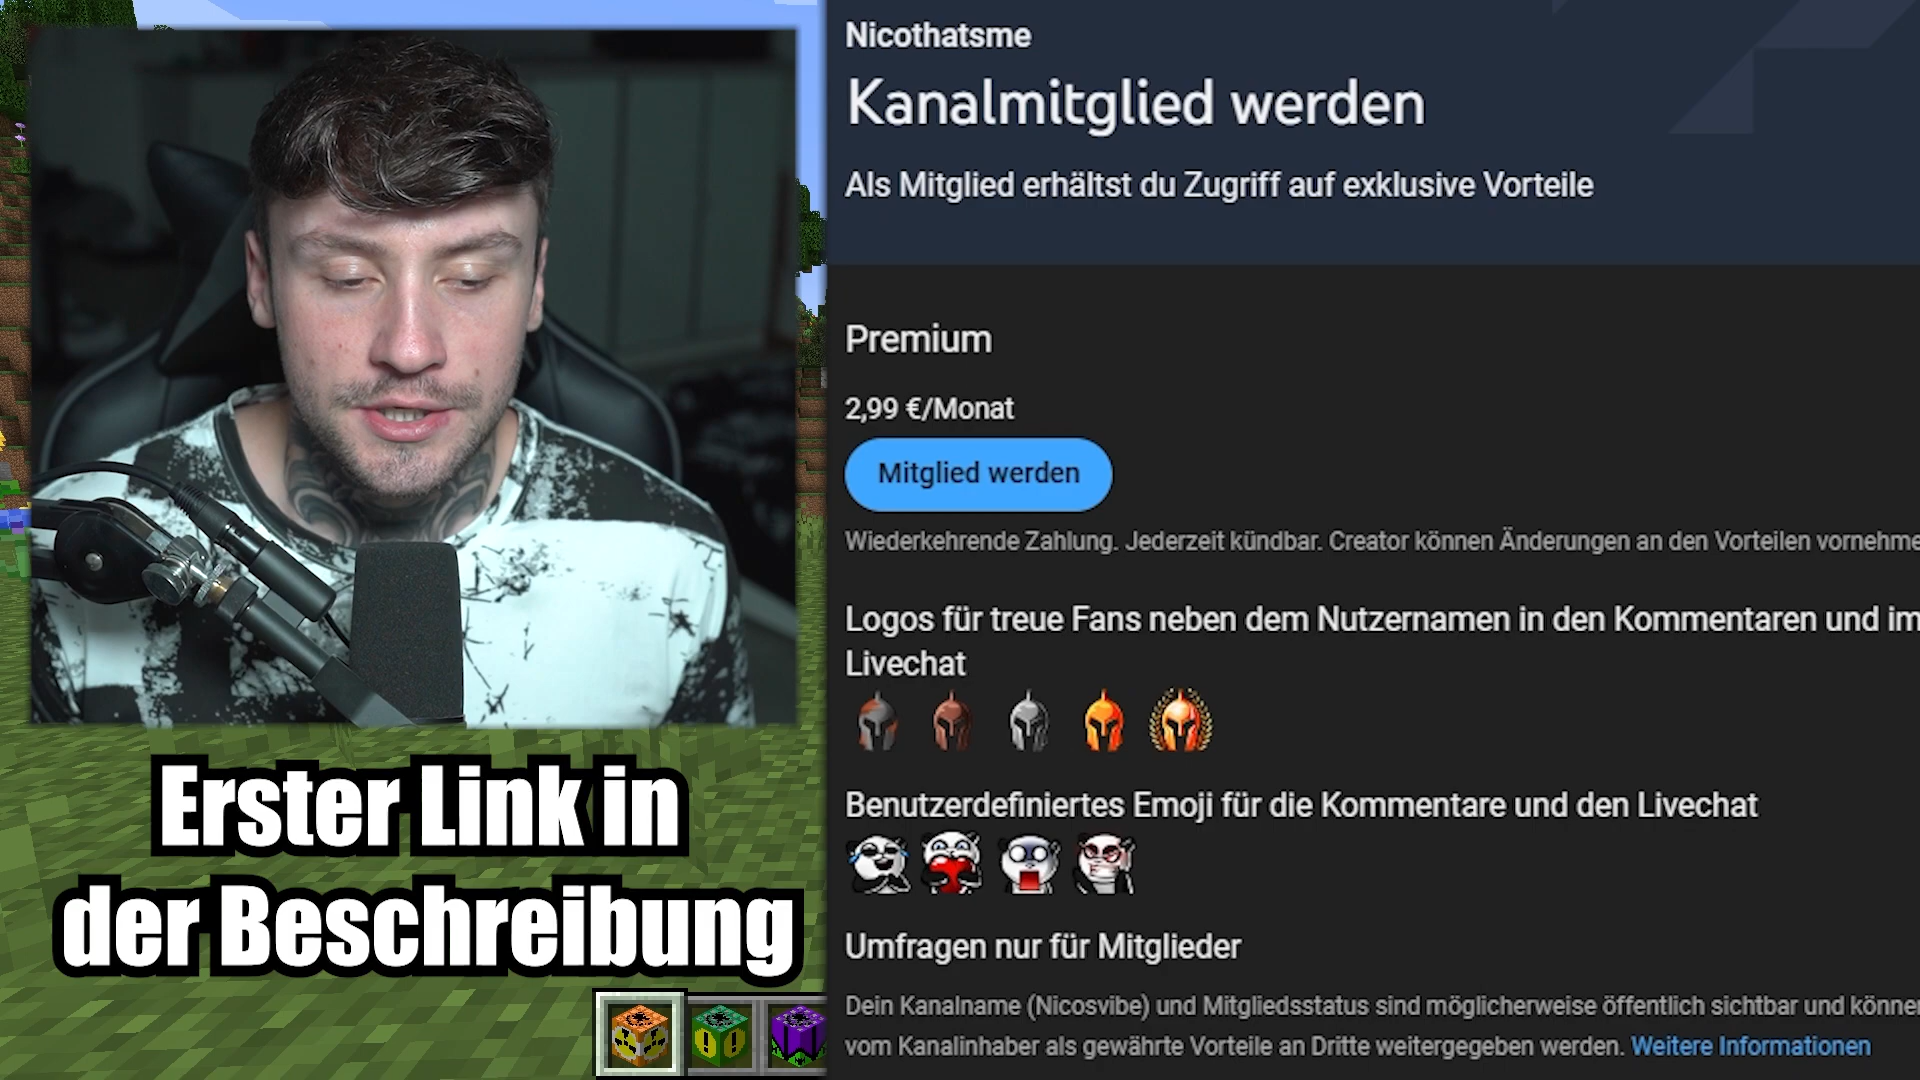 Nicothatsme
Kanalmitglied werden
Als Mitglied erhältst du Zugriff auf exklusive Vorteile
Premium
2,99 €/Monat
Mitglied werden
Wiederkehrende Zahlung. Jederzeit kündbar. Creator können Änderungen an den Vorteilen
Logos für treue Fans neben dem Nutzernamen in den Kommentaren und im
Livechat
Benutzerdefiniertes Emoji für die Kommentare und den Livechat
Umfragen nur für Mitglieder
Dein Kanalname (Nicosvibe) und Mitgliedsstatus sind möglicherweise öffentlich sichtbar und
vom Kanalinhaber als gewährte Vorteile an Dritte weitergegeben werden. Weitere Informationen
Erster Link in
der Beschreibung